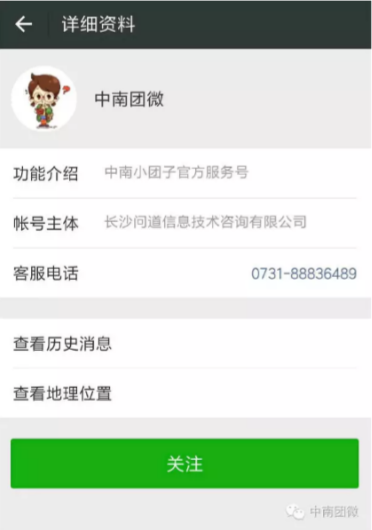 详细资料
中南团微
功能介绍 中南小团子官方服务号
帐号主体 长沙问道信息技术咨询有限公司
客服电话 0731-88836489
查看历史消息
查看地理位置
关注
中南团微